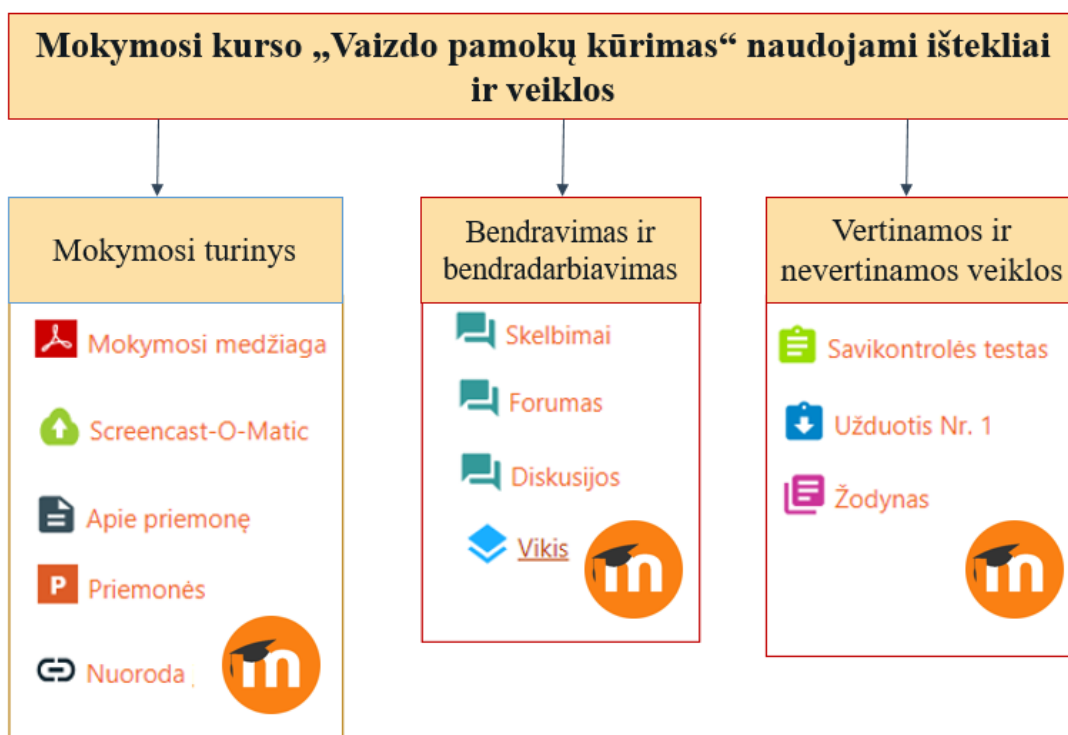 Mokymosi kurso „Vaizdo pamokų kūrimas“ naudojami ištekliai
ir veiklos
Mokymosi turinys
Mokymosi medžiaga
Screencast-O-Matic
Apie priemonę
P
Priemonės
Nuoroda
m
Bendravimas ir
bendradarbiavimas
Skelbimai
Forumas
Diskusijos
Vikis
m
Vertinamos ir
nevertinamos veiklos
Savikontrolės testas
Užduotis Nr. 1
Žodynas
m